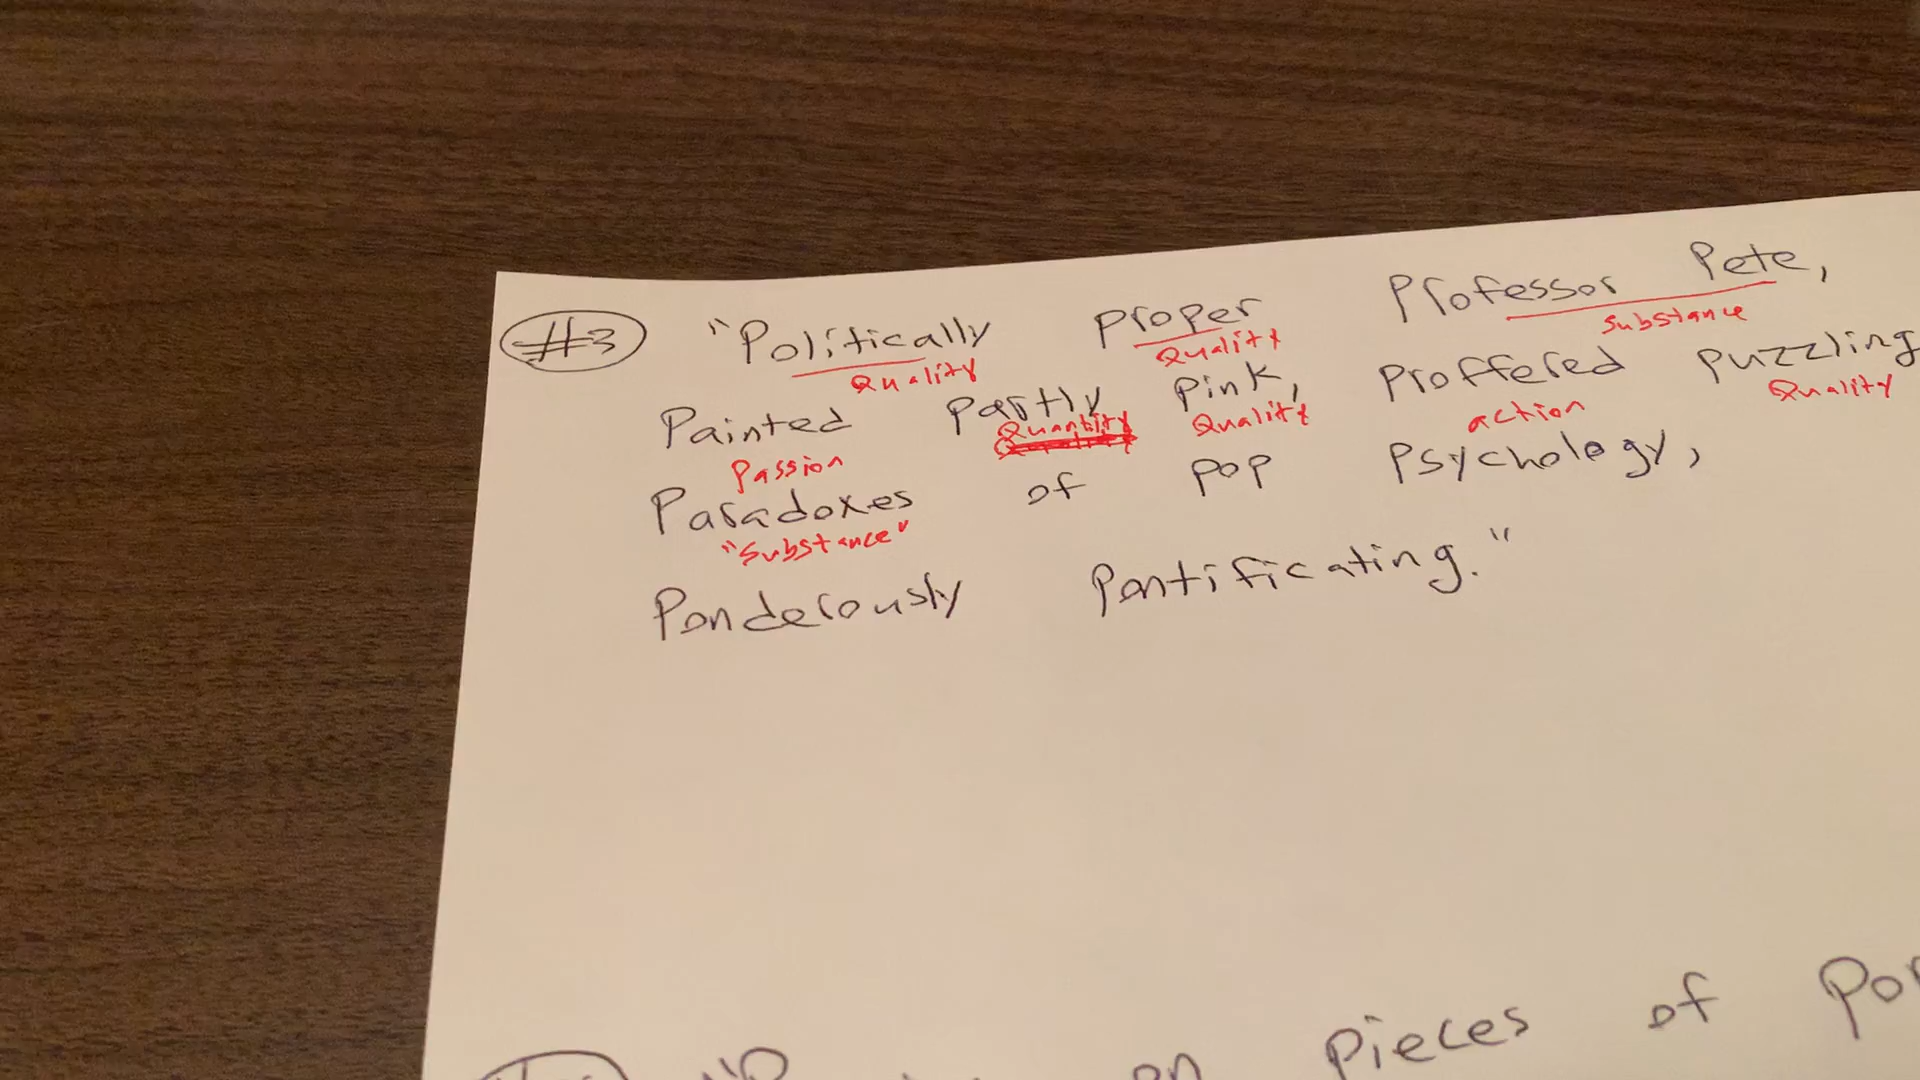 #3 "Politically Proper Professor Pete,
Quality Quality Substance
Painted Partly Pink, Proffered Puzzling
Passion Quantity Quality action Quality
Paradoxes of Pop Psychology,
"Substance"
Ponderously Pontificating."
on Pieces of